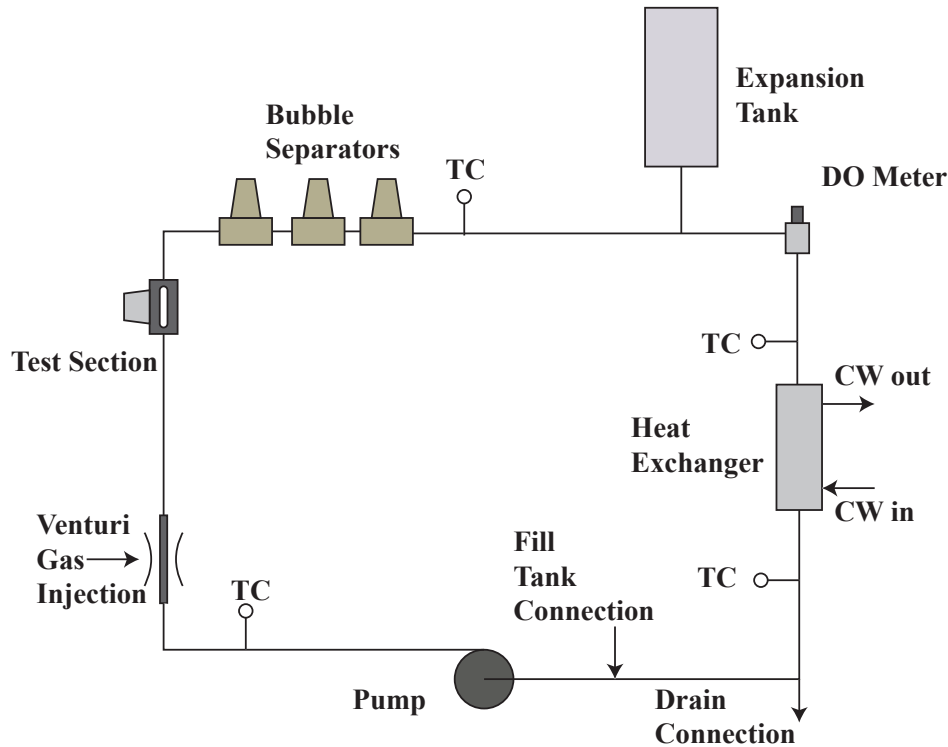 Expansion
Tank
Bubble
Separators
TC
DO Meter
Test Section
TC
CW out
Heat
Exchanger
CW in
Venturi
Gas
Injection
Fill
Tank
Connection
TC
TC
Pump
Drain
Connection